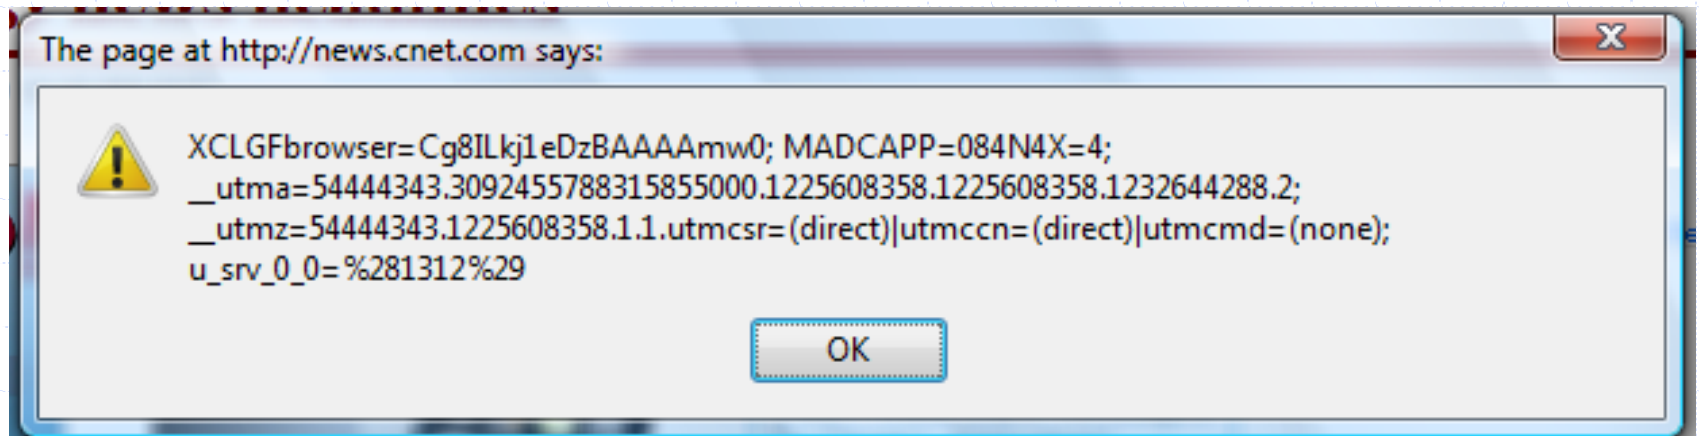 The page at http://news.cnet.com says:
XCLGFbrowser=Cg8ILkj1eDzBAAAAmw0; MADCAPP=084N4X=4;
__utma=54444343.3092455788315855000.1225608358.1225608358.1232644288.2;
__utmz=54444343.1225608358.1.1.utmcsr=(direct)|utmccn=(direct)|utmcmd=(none);
u_srv_0_0=%281312%29
OK